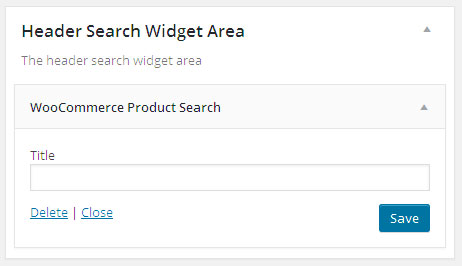 Header Search Widget Area
The header search widget area
WooCommerce Product Search
Title
Delete | Close
Save